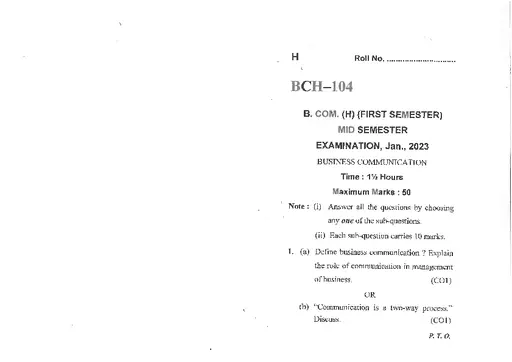 H Roll No. ..............................
BCH–104
B. COM. (H) (FIRST SEMESTER)
MID SEMESTER
EXAMINATION, Jan., 2023
BUSINESS COMMUNICATION
Time : 1½ Hours
Maximum Marks : 50
Note : (i) Answer all the questions by choosing
any one of the sub-questions.
(ii) Each sub-question carries 10 marks.
1. (a) Define business communication ? Explain
the role of communication in management
of business. (CO1)
OR
(b) “Communication is a two-way process.”
Discuss. (CO1)
P. T. O.